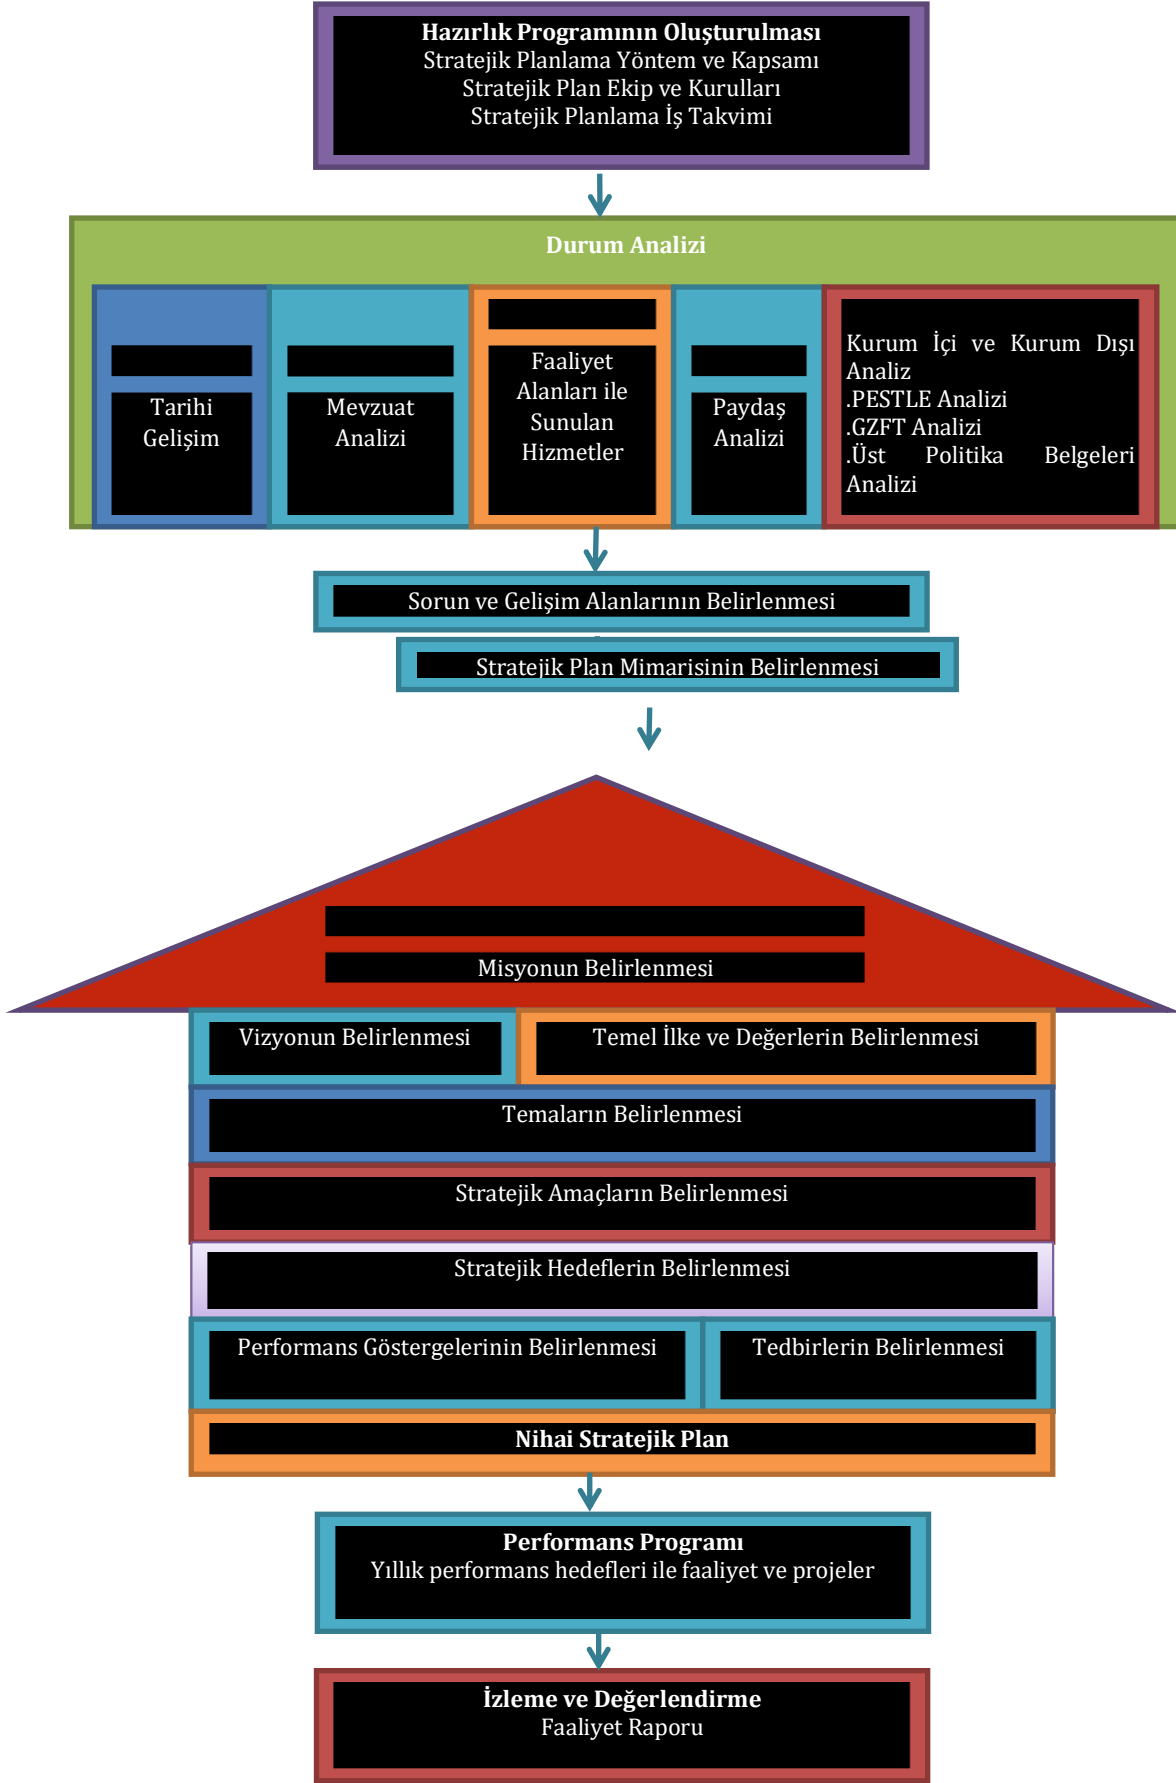 Hazırlık Programının Oluşturulması
Stratejik Planlama Yöntem ve Kapsamı
Stratejik Plan Ekip ve Kurulları
Stratejik Planlama İş Takvimi
Durum Analizi
Tarihi
Gelişim
Mevzuat
Analizi
Faaliyet
Alanları ile
Sunulan
Hizmetler
Paydaş
Analizi
Kurum İçi ve Kurum Dışı
Analiz
.PESTLE Analizi
.GZFT Analizi
.Üst Politika Belgeleri
Analizi
Sorun ve Gelişim Alanlarının Belirlenmesi
Stratejik Plan Mimarisinin Belirlenmesi
Misyonun Belirlenmesi
Vizyonun Belirlenmesi
Temel İlke ve Değerlerin Belirlenmesi
Temaların Belirlenmesi
Stratejik Amaçların Belirlenmesi
Stratejik Hedeflerin Belirlenmesi
Performans Göstergelerinin Belirlenmesi
Tedbirlerin Belirlenmesi
Nihai Stratejik Plan
Performans Programı
Yıllık performans hedefleri ile faaliyet ve projeler
İzleme ve Değerlendirme
Faaliyet Raporu